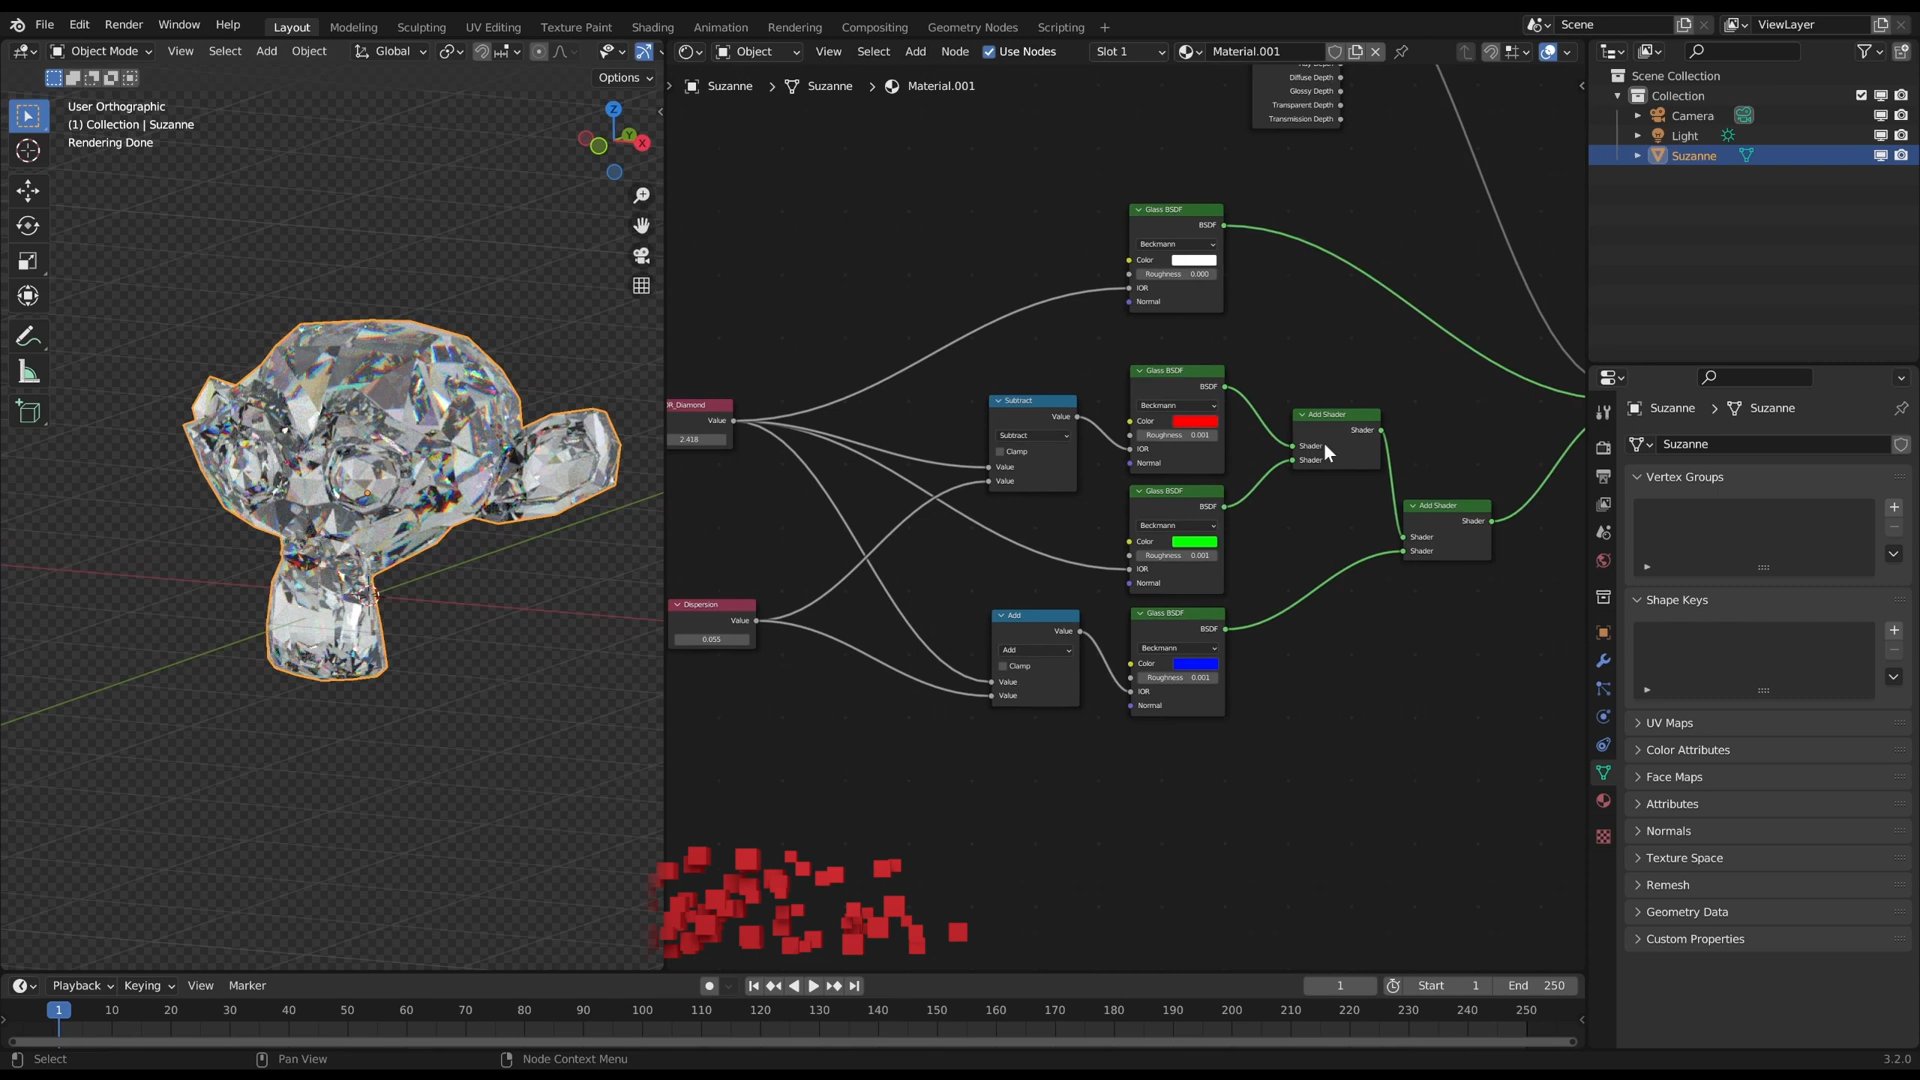 File Edit Render Window Help Layout Modeling Sculpting UV Editing Texture Paint Shading Animation Rendering Compositing Geometry Nodes Scripting + Scene ViewLayer
Object Mode View Select Add Object Global Object View Select Add Node Use Nodes Slot 1 Material.001
Options
User Orthographic
(1) Collection | Suzanne
Rendering Done
Z
Y
X
Suzanne > Suzanne > Material.001
Diffuse Depth
Glossy Depth
Transparent Depth
Transmission Depth
Glass BSDF
BSDF
Beckmann
Color
Roughness 0.000
IOR
Normal
R_Diamond
Value
2.418
Subtract
Value
Subtract
Clamp
Value
Value
Glass BSDF
BSDF
Beckmann
Color
Roughness 0.001
IOR
Normal
Add Shader
Shader
Shader
Shader
Glass BSDF
BSDF
Beckmann
Color
Roughness 0.001
IOR
Normal
Add Shader
Shader
Shader
Shader
Dispersion
Value
0.055
Add
Value
Add
Clamp
Value
Value
Glass BSDF
BSDF
Beckmann
Color
Roughness 0.001
IOR
Normal
Scene Collection
Collection
Camera
Light
Suzanne
Suzanne > Suzanne
Suzanne
Vertex Groups
Shape Keys
UV Maps
Color Attributes
Face Maps
Attributes
Normals
Texture Space
Remesh
Geometry Data
Custom Properties
Playback Keying View Marker 1 Start 1 End 250
1 10 20 30 40 50 60 70 80 90 100 110 120 130 140 150 160 170 180 190 200 210 220 230 240 250
Select Pan View Node Context Menu 3.2.0